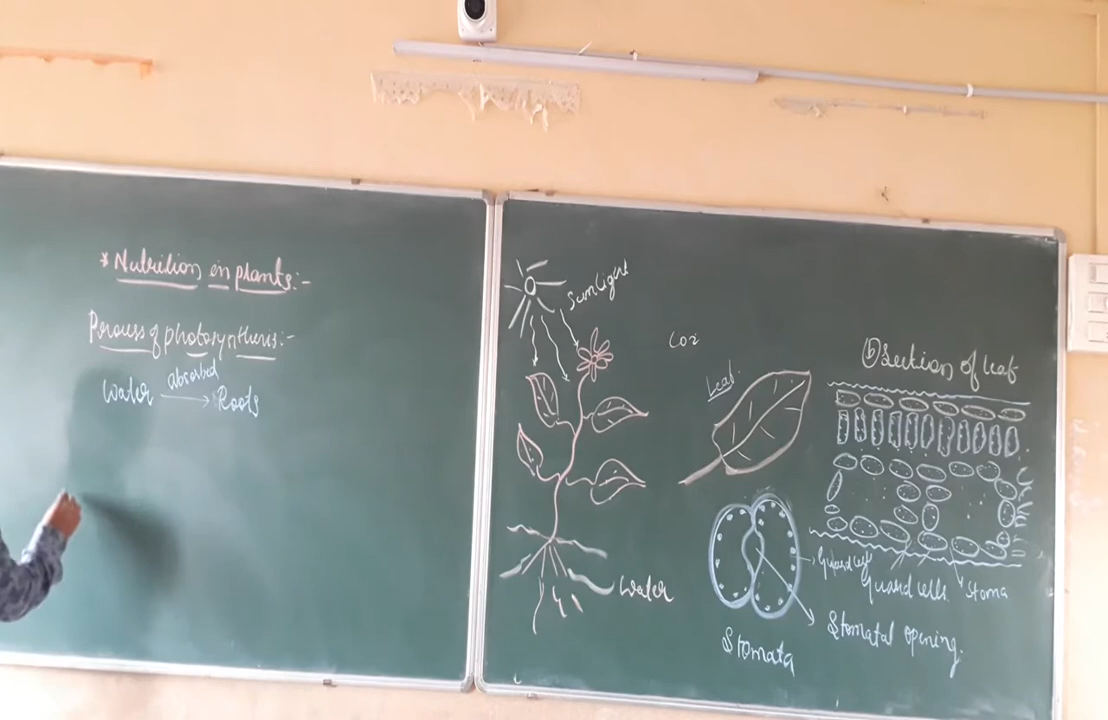 * Nutrition in plants:-
Process of photosynthesis:-
Water absorbed → Roots
Sunlight
Co2
Leaf
Water
Stomata
Guard cell
Stomatal opening.
(b) Section of leaf
Guard cells
Stoma